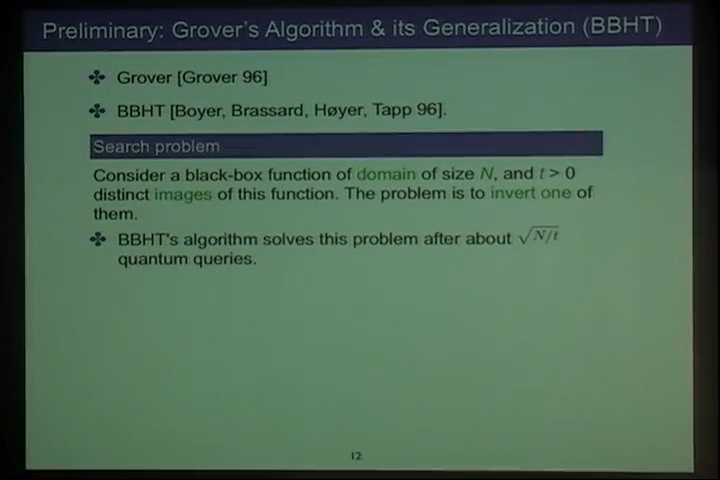 Preliminary: Grover's Algorithm & its Generalization (BBHT)
✤ Grover [Grover 96]
✤ BBHT [Boyer, Brassard, Høyer, Tapp 96].
Search problem
Consider a black-box function of domain of size N, and t > 0
distinct images of this function. The problem is to invert one of
them.
✤ BBHT's algorithm solves this problem after about √N/t
quantum queries.
12